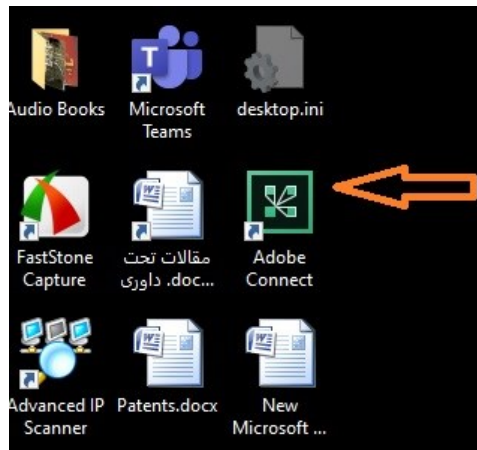 Audio Books
Microsoft
Teams
desktop.ini
FastStone
Capture
مقالات تحت
داوری .doc...
Adobe
Connect
Advanced IP
Scanner
Patents.docx
New
Microsoft ...